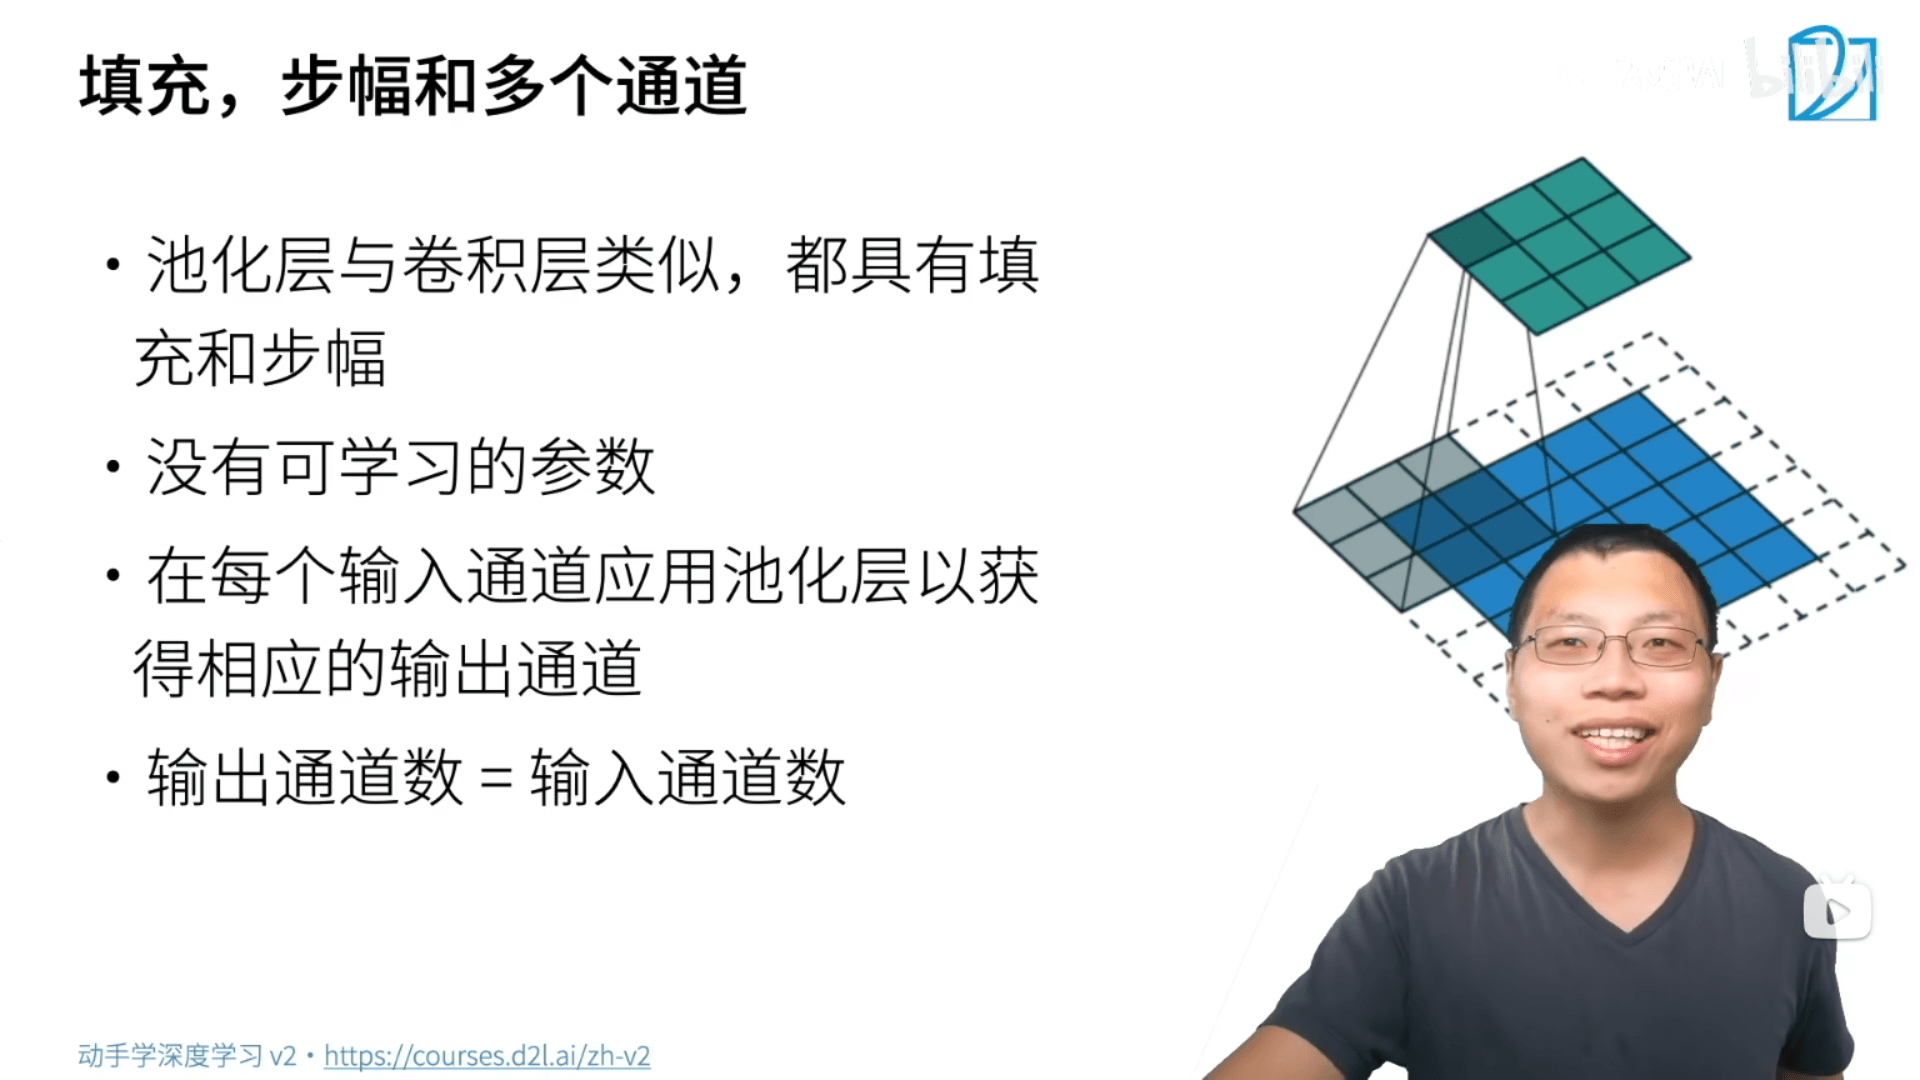 填充，步幅和多个通道
bilibili
• 池化层与卷积层类似，都具有填
充和步幅
• 没有可学习的参数
• 在每个输入通道应用池化层以获
得相应的输出通道
• 输出通道数 = 输入通道数
动手学深度学习 v2 • https://courses.d2l.ai/zh-v2